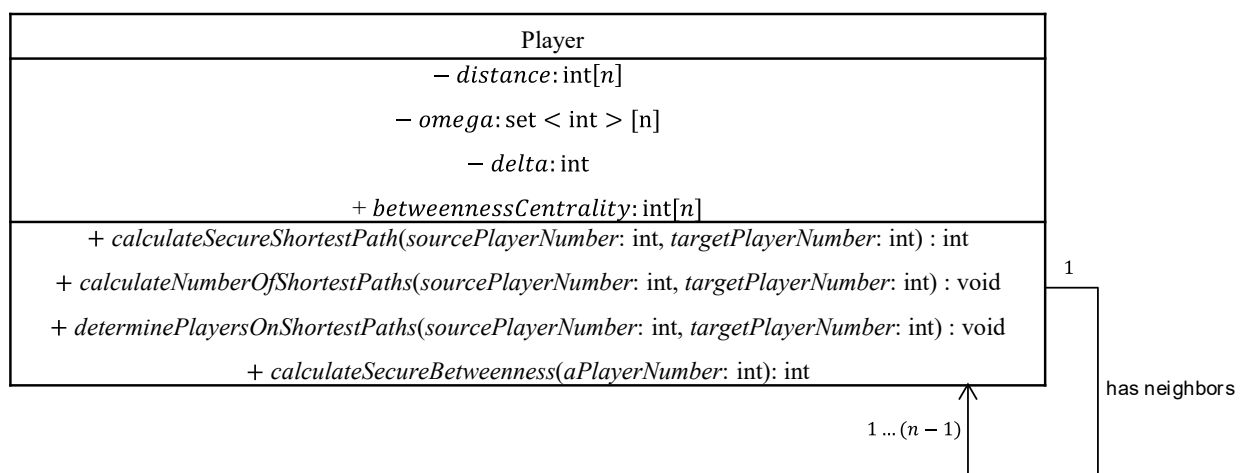 Player
− distance: int[n]
− omega: set < int > [n]
− delta: int
+ betweennessCentrality: int[n]
+ calculateSecureShortestPath(sourcePlayerNumber: int, targetPlayerNumber: int) : int
+ calculateNumberOfShortestPaths(sourcePlayerNumber: int, targetPlayerNumber: int) : void
+ determinePlayersOnShortestPaths(sourcePlayerNumber: int, targetPlayerNumber: int) : void
+ calculateSecureBetweenness(aPlayerNumber: int): int
1
has neighbors
1 … (n − 1)